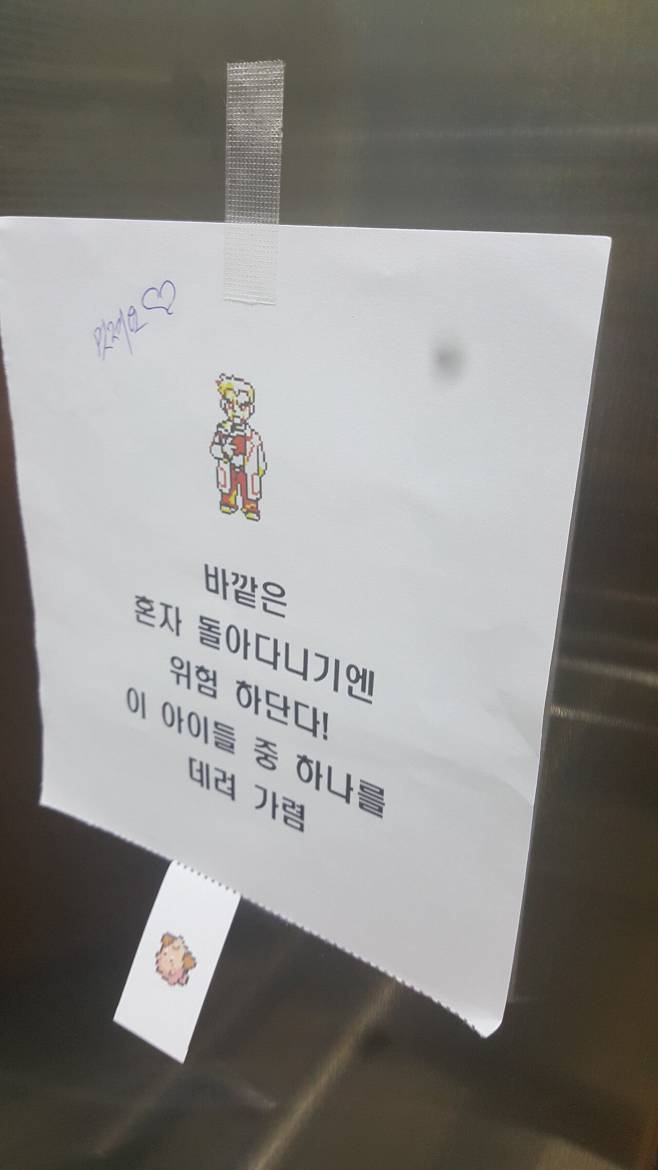 바깥은
혼자 돌아다니기엔
위험 하단다!
이 아이들 중 하나를
데려 가렴